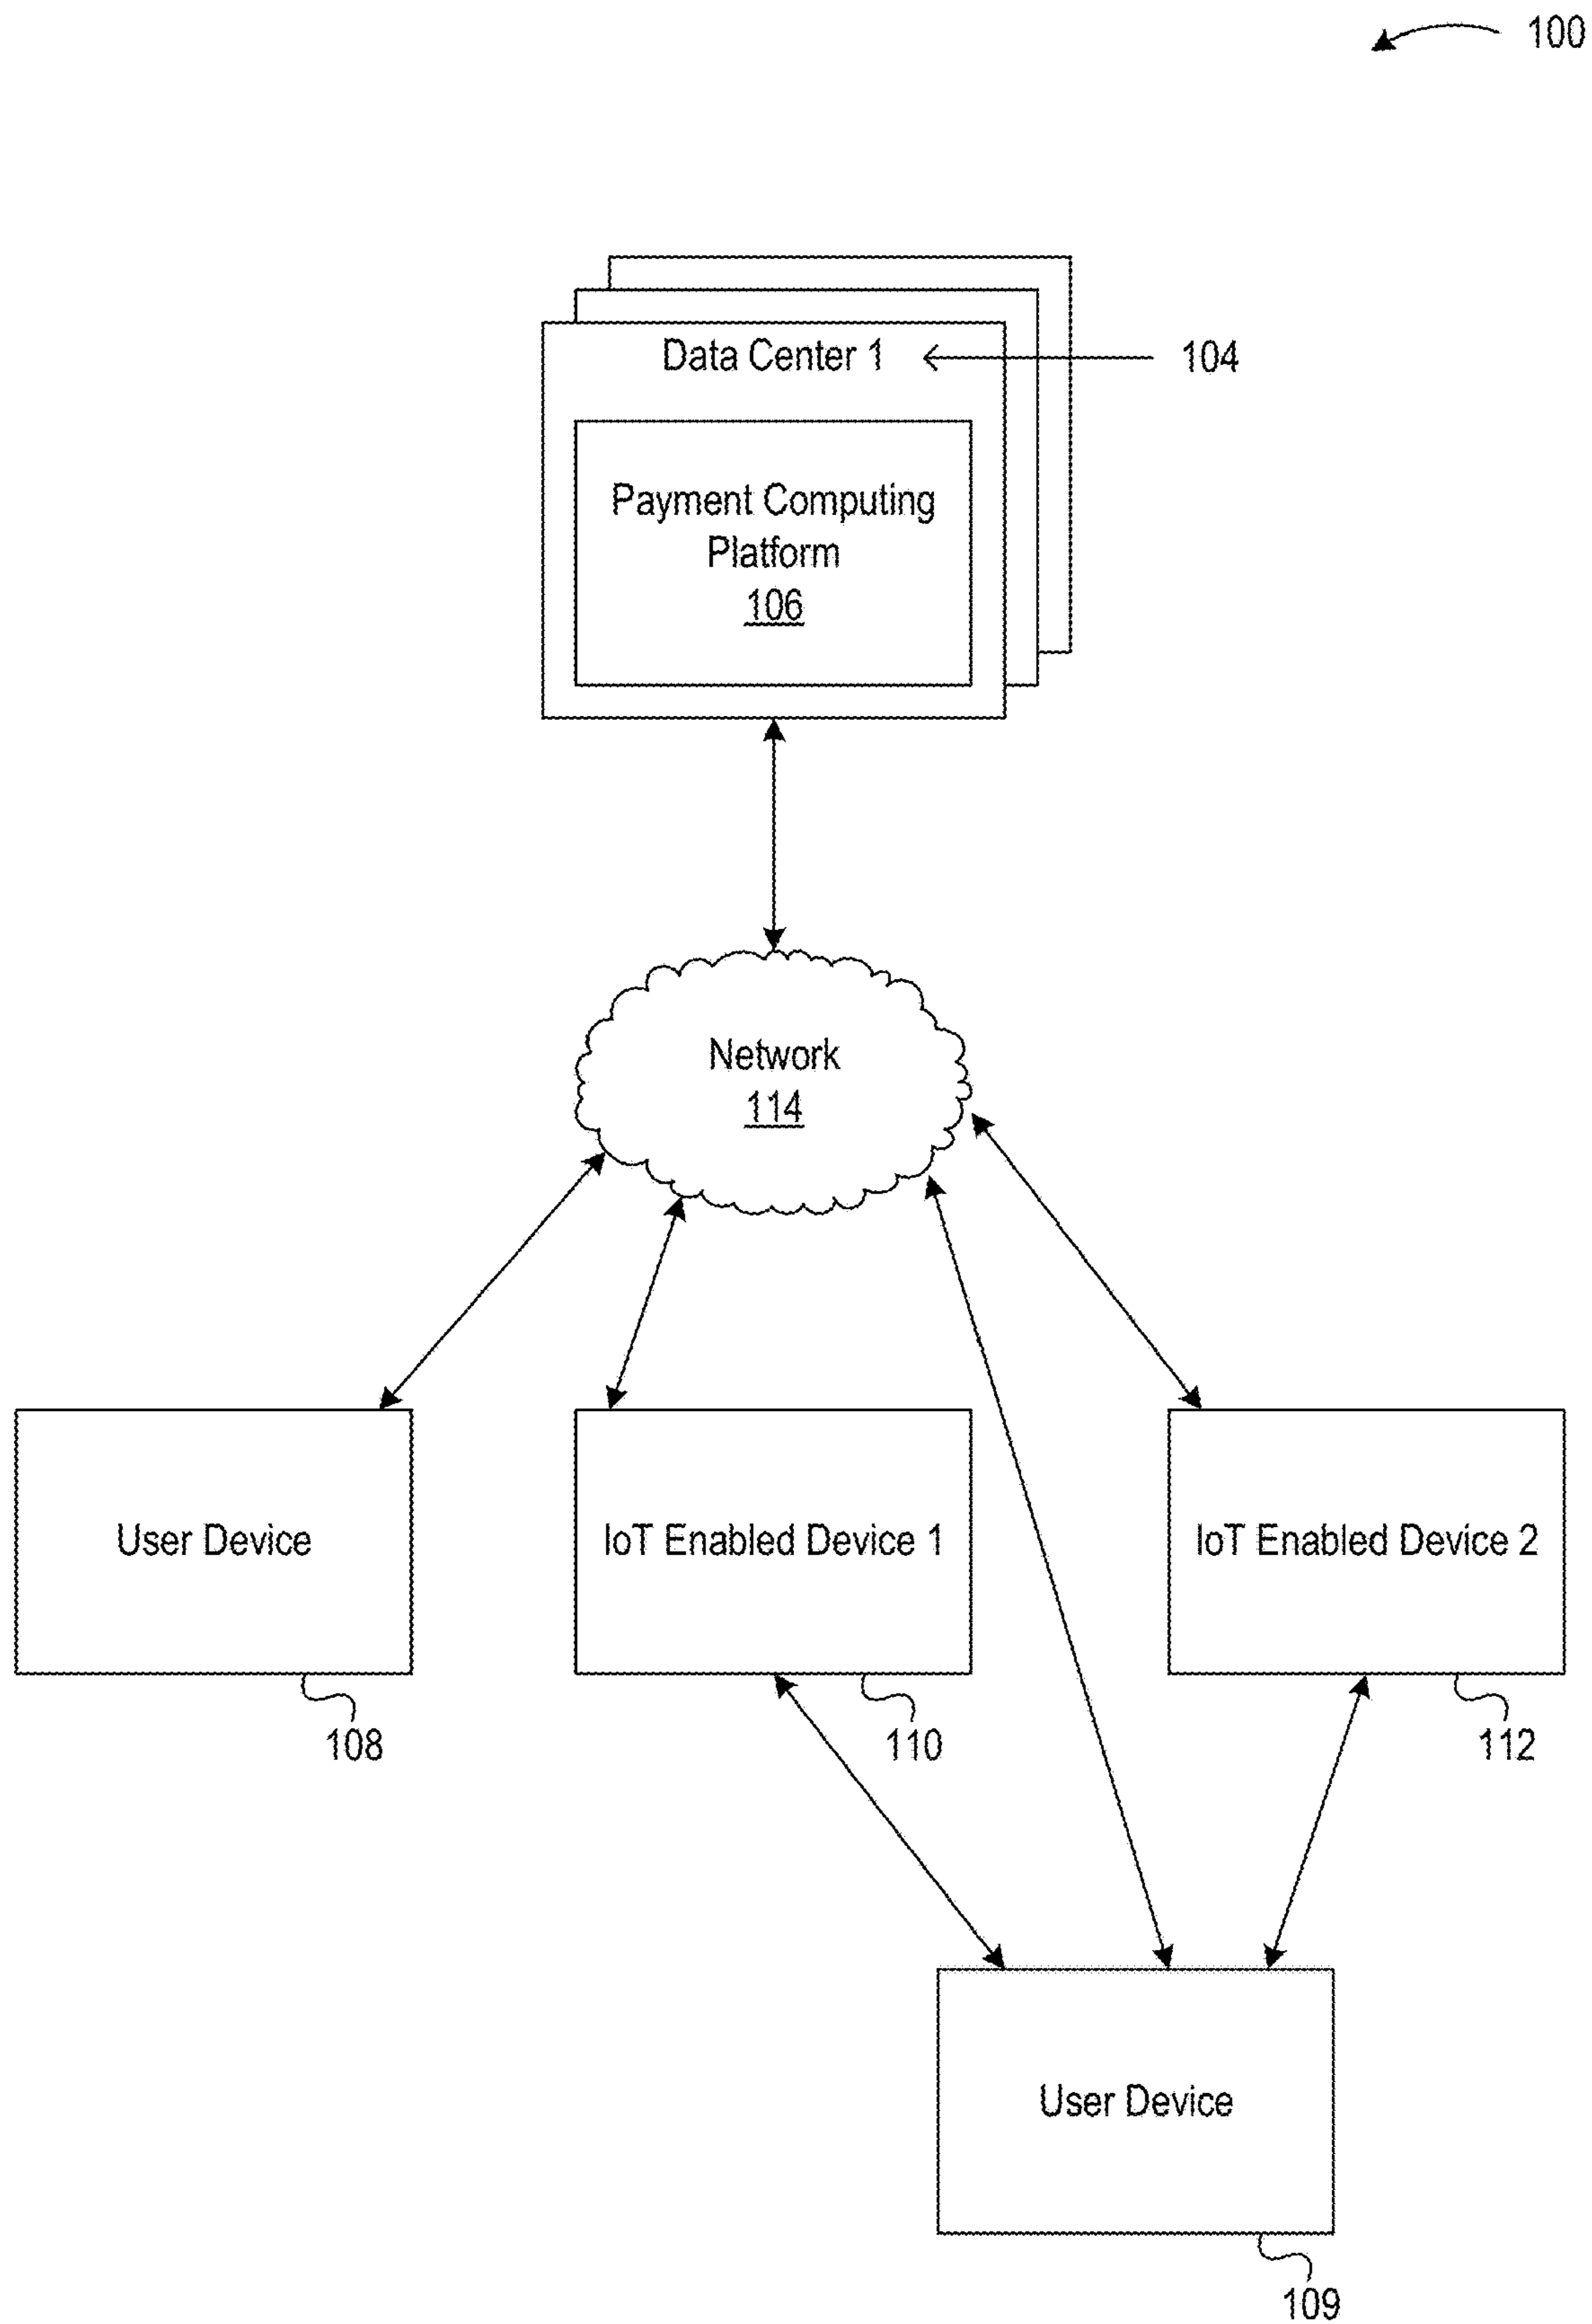 100
Data Center 1
104
Payment Computing
Platform
106
Network
114
User Device
IoT Enabled Device 1
IoT Enabled Device 2
108
110
112
User Device
109